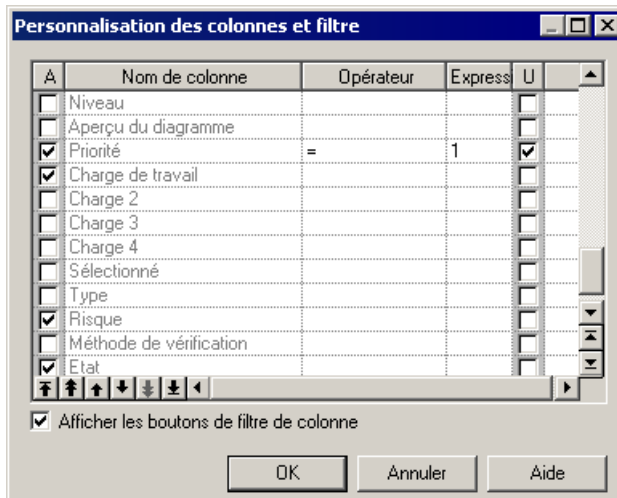 Personnalisation des colonnes et filtre
A Nom de colonne Opérateur Express U
Niveau
Aperçu du diagramme
Priorité = 1
Charge de travail
Charge 2
Charge 3
Charge 4
Sélectionné
Type
Risque
Méthode de vérification
Etat
Afficher les boutons de filtre de colonne
OK Annuler Aide